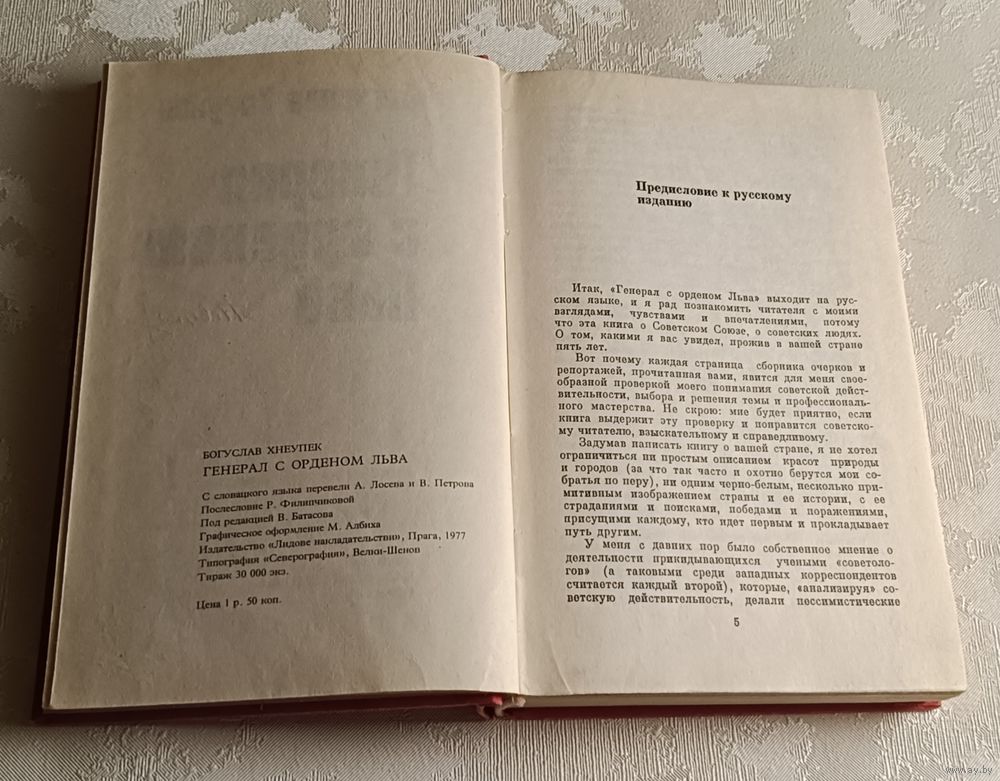 БОГУСЛАВ ХНЕУПЕК
ГЕНЕРАЛ С ОРДЕНОМ ЛЬВА
С словацкого языка перевели А. Лосева и В. Петрова
Послесловие Р. Филипчиковой
Под редакцией В. Батасова
Графическое оформление М. Албиха
Издательство «Лидове накладательстви», Прага, 1977
Типография «Северография», Велюн-Шенов
Тираж 30 000 экз.
Цена 1 р. 50 коп.
Предисловие к русскому
изданию
Итак, «Генерал с орденом Льва» выходит на рус-
ском языке, и я рад познакомить читателя с моими
взглядами, чувствами и впечатлениями, потому
что эта книга о Советском Союзе, о советских людях.
О том, какими я вас увидел, прожив в вашей стране
пять лет.
Вот почему каждая страница сборника очерков и
репортажей, прочитанная вами, явится для меня свое-
образной проверкой моего понимания советской дейст-
вительности, выбора и решения темы и профессиональ-
ного мастерства. Не скрою: мне будет приятно, если
книга выдержит эту проверку и понравится советско-
му читателю, взыскательному и справедливому.
Задумав написать книгу о вашей стране, я не хотел
ограничиться ни простым описанием красот природы
и городов (за что так часто и охотно берутся мои со-
братья по перу), ни одним черно-белым, несколько при-
митивным изображением страны и ее истории, с ее
страданиями и поисками, победами и поражениями,
присущими каждому, кто идет первым и прокладывает
путь другим.
У меня с давних пор было собственное мнение о
деятельности прикидывающихся учеными «советоло-
гов» (а таковыми среди западных корреспондентов
считается каждый второй), которые, «анализируя» со-
ветскую действительность, делали пессимистические
5
www.ay.by